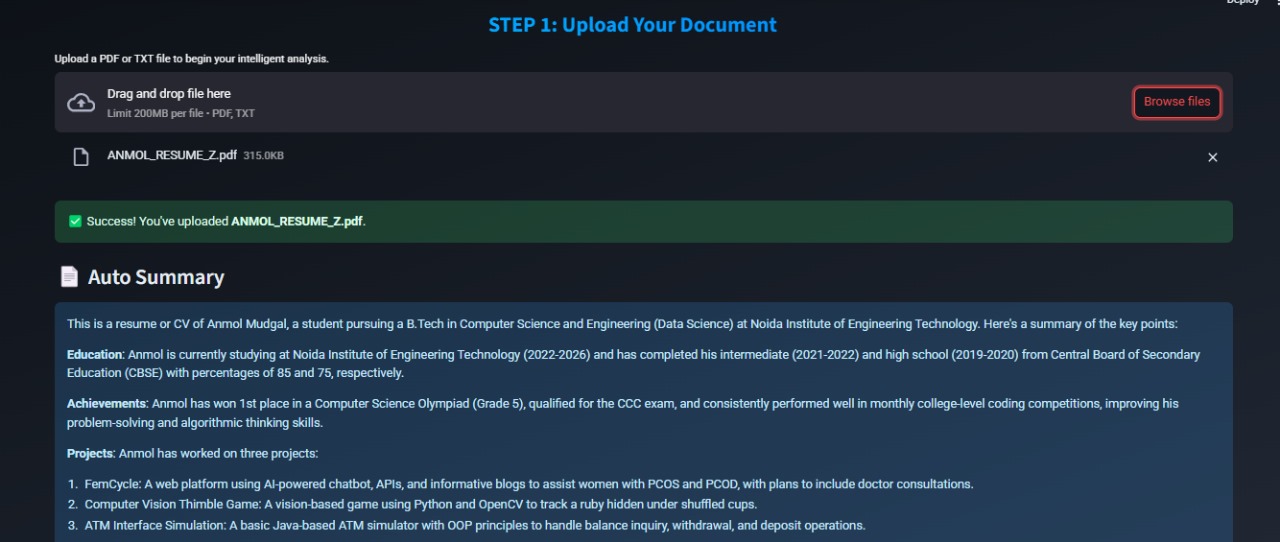 Deploy
STEP 1: Upload Your Document
Upload a PDF or TXT file to begin your intelligent analysis.
Drag and drop file here
Limit 200MB per file • PDF, TXT
Browse files
ANMOL_RESUME_Z.pdf 315.0KB
Success! You've uploaded ANMOL_RESUME_Z.pdf.
Auto Summary
This is a resume or CV of Anmol Mudgal, a student pursuing a B.Tech in Computer Science and Engineering (Data Science) at Noida Institute of Engineering Technology. Here's a summary of the key points:
Education: Anmol is currently studying at Noida Institute of Engineering Technology (2022-2026) and has completed his intermediate (2021-2022) and high school (2019-2020) from Central Board of Secondary
Education (CBSE) with percentages of 85 and 75, respectively.
Achievements: Anmol has won 1st place in a Computer Science Olympiad (Grade 5), qualified for the CCC exam, and consistently performed well in monthly college-level coding competitions, improving his
problem-solving and algorithmic thinking skills.
Projects: Anmol has worked on three projects:
1. FemCycle: A web platform using AI-powered chatbot, APIs, and informative blogs to assist women with PCOS and PCOD, with plans to include doctor consultations.
2. Computer Vision Thimble Game: A vision-based game using Python and OpenCV to track a ruby hidden under shuffled cups.
3. ATM Interface Simulation: A basic Java-based ATM simulator with OOP principles to handle balance inquiry, withdrawal, and deposit operations.